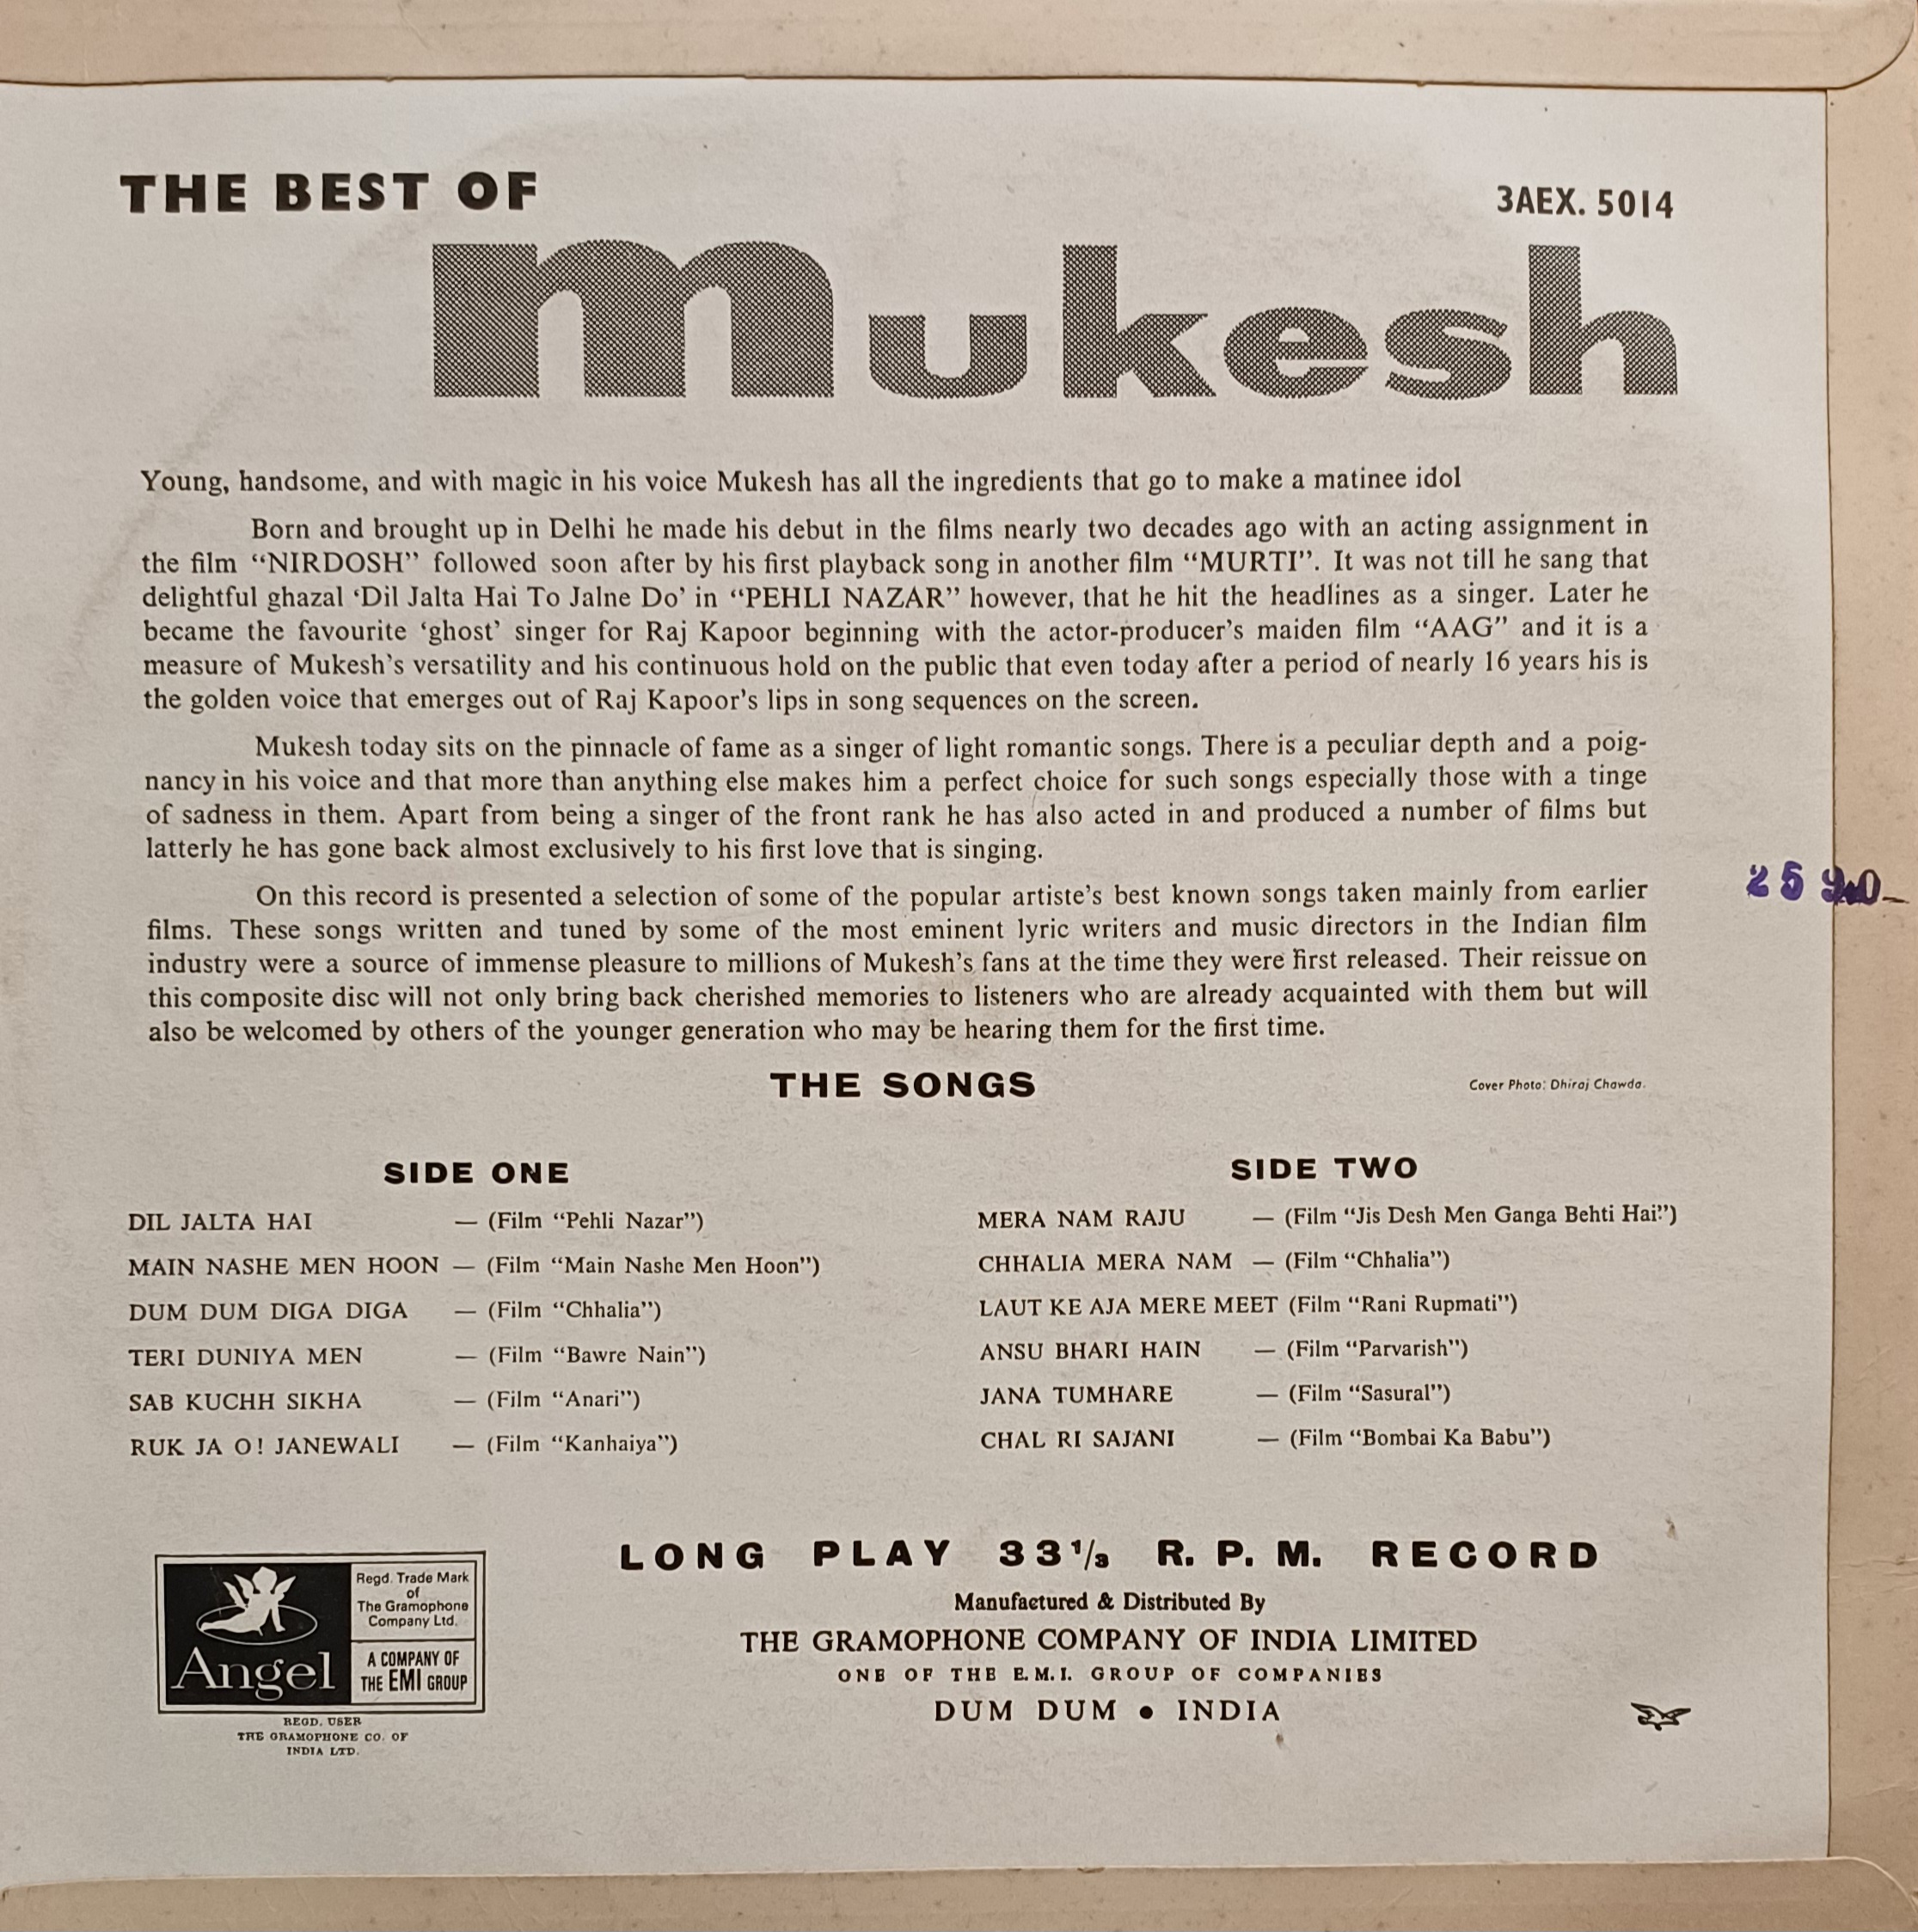 THE BEST OF
3AEX. 5014
mukesh
Young, handsome, and with magic in his voice Mukesh has all the ingredients that go to make a matinee idol
Born and brought up in Delhi he made his debut in the films nearly two decades ago with an acting assignment in
the film “NIRDOSH” followed soon after by his first playback song in another film “MURTI”. It was not till he sang that
delightful ghazal ‘Dil Jalta Hai To Jalne Do’ in “PEHLI NAZAR” however, that he hit the headlines as a singer. Later he
became the favourite ‘ghost’ singer for Raj Kapoor beginning with the actor-producer’s maiden film “AAG” and it is a
measure of Mukesh’s versatility and his continuous hold on the public that even today after a period of nearly 16 years his is
the golden voice that emerges out of Raj Kapoor’s lips in song sequences on the screen.
Mukesh today sits on the pinnacle of fame as a singer of light romantic songs. There is a peculiar depth and a poig-
nancy in his voice and that more than anything else makes him a perfect choice for such songs especially those with a tinge
of sadness in them. Apart from being a singer of the front rank he has also acted in and produced a number of films but
latterly he has gone back almost exclusively to his first love that is singing.
On this record is presented a selection of some of the popular artiste’s best known songs taken mainly from earlier
films. These songs written and tuned by some of the most eminent lyric writers and music directors in the Indian film
industry were a source of immense pleasure to millions of Mukesh’s fans at the time they were first released. Their reissue on
this composite disc will not only bring back cherished memories to listeners who are already acquainted with them but will
also be welcomed by others of the younger generation who may be hearing them for the first time.
THE SONGS
Cover Photo: Dhiraj Chawda.
SIDE ONE
DIL JALTA HAI — (Film “Pehli Nazar”)
MAIN NASHE MEN HOON — (Film “Main Nashe Men Hoon”)
DUM DUM DIGA DIGA — (Film “Chhalia”)
TERI DUNIYA MEN — (Film “Bawre Nain”)
SAB KUCHH SIKHA — (Film “Anari”)
RUK JA O! JANEWALI — (Film “Kanhaiya”)
SIDE TWO
MERA NAM RAJU — (Film “Jis Desh Men Ganga Behti Hai”)
CHHALIA MERA NAM — (Film “Chhalia”)
LAUT KE AJA MERE MEET (Film “Rani Rupmati”)
ANSU BHARI HAIN — (Film “Parvarish”)
JANA TUMHARE — (Film “Sasural”)
CHAL RI SAJANI — (Film “Bombai Ka Babu”)
Angel
Regd. Trade Mark
of
The Gramophone
Company Ltd.
A COMPANY OF
THE EMI GROUP
REGD. USER
THE GRAMOPHONE CO. OF
INDIA LTD.
LONG PLAY 33 1/3 R. P. M. RECORD
Manufactured & Distributed By
THE GRAMOPHONE COMPANY OF INDIA LIMITED
ONE OF THE E.M.I. GROUP OF COMPANIES
DUM DUM • INDIA